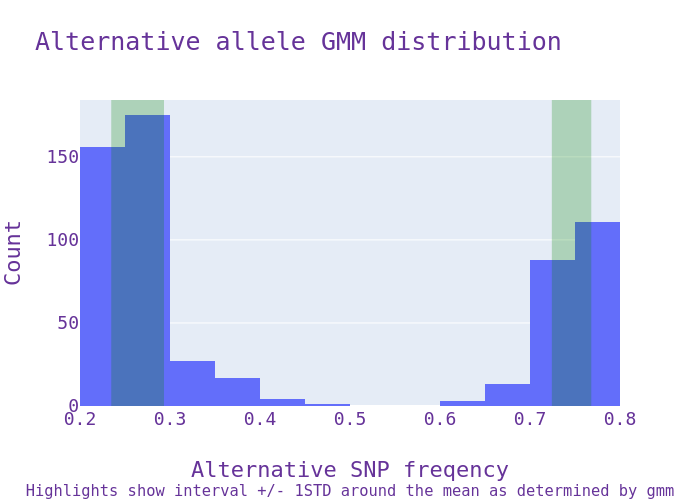 Alternative allele GMM distribution
150
100
50
0
Count
0.2 0.3 0.4 0.5 0.6 0.7 0.8
Alternative SNP freqency
Highlights show interval +/- 1STD around the mean as determined by gmm